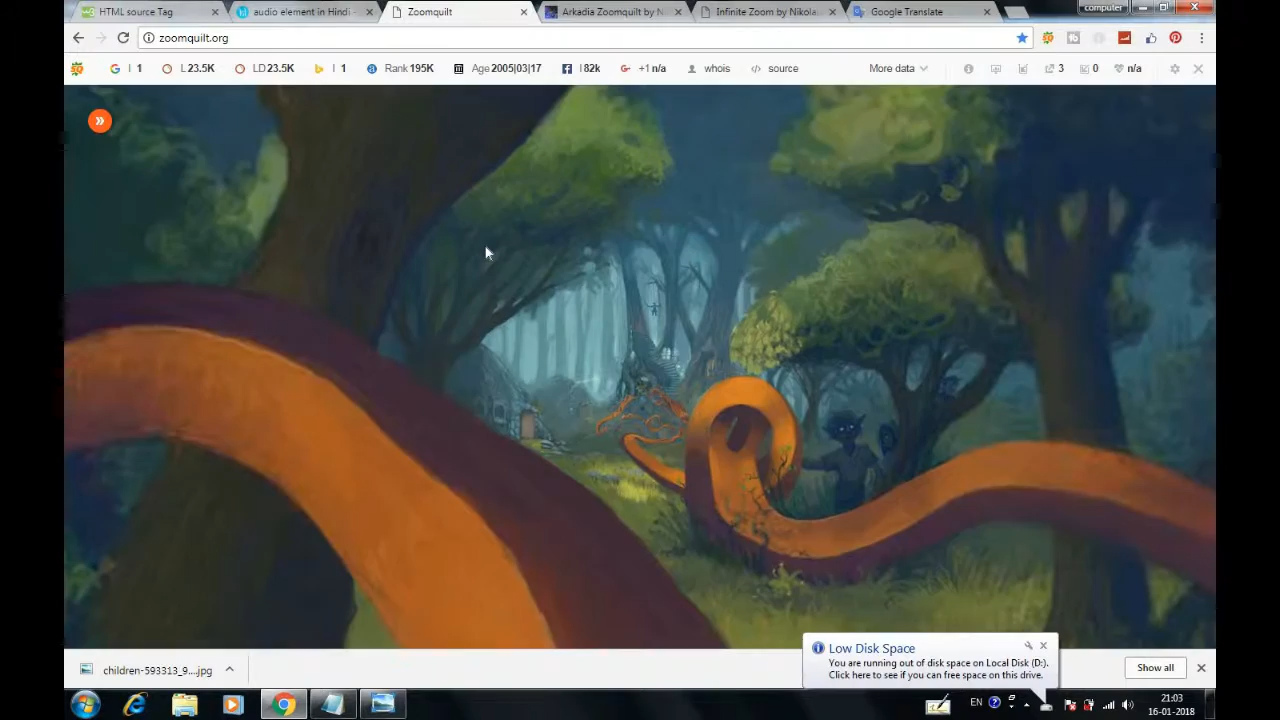 computer
HTML source Tag
audio element in Hindi -
Zoomquilt
Arkadia Zoomquilt by N
Infinite Zoom by Nikola
Google Translate
zoomquilt.org
I 1
L 23.5K
LD 23.5K
I 1
Rank 195K
Age 2005|03|17
l 82k
+1 n/a
whois
source
More data
3
0
n/a
»
Low Disk Space
You are running out of disk space on Local Disk (D:).
Click here to see if you can free space on this drive.
children-593313_9....jpg
Show all
EN
21:03
16-01-2018